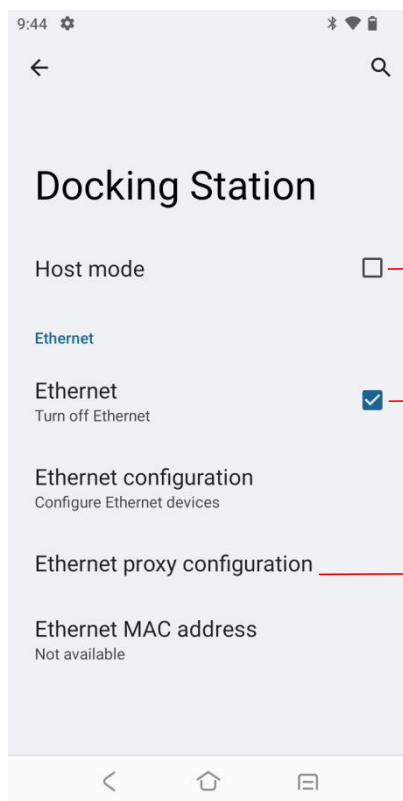 9:44
Docking Station
Host mode
Ethernet
Ethernet
Turn off Ethernet
Ethernet configuration
Configure Ethernet devices
Ethernet proxy configuration
Ethernet MAC address
Not available